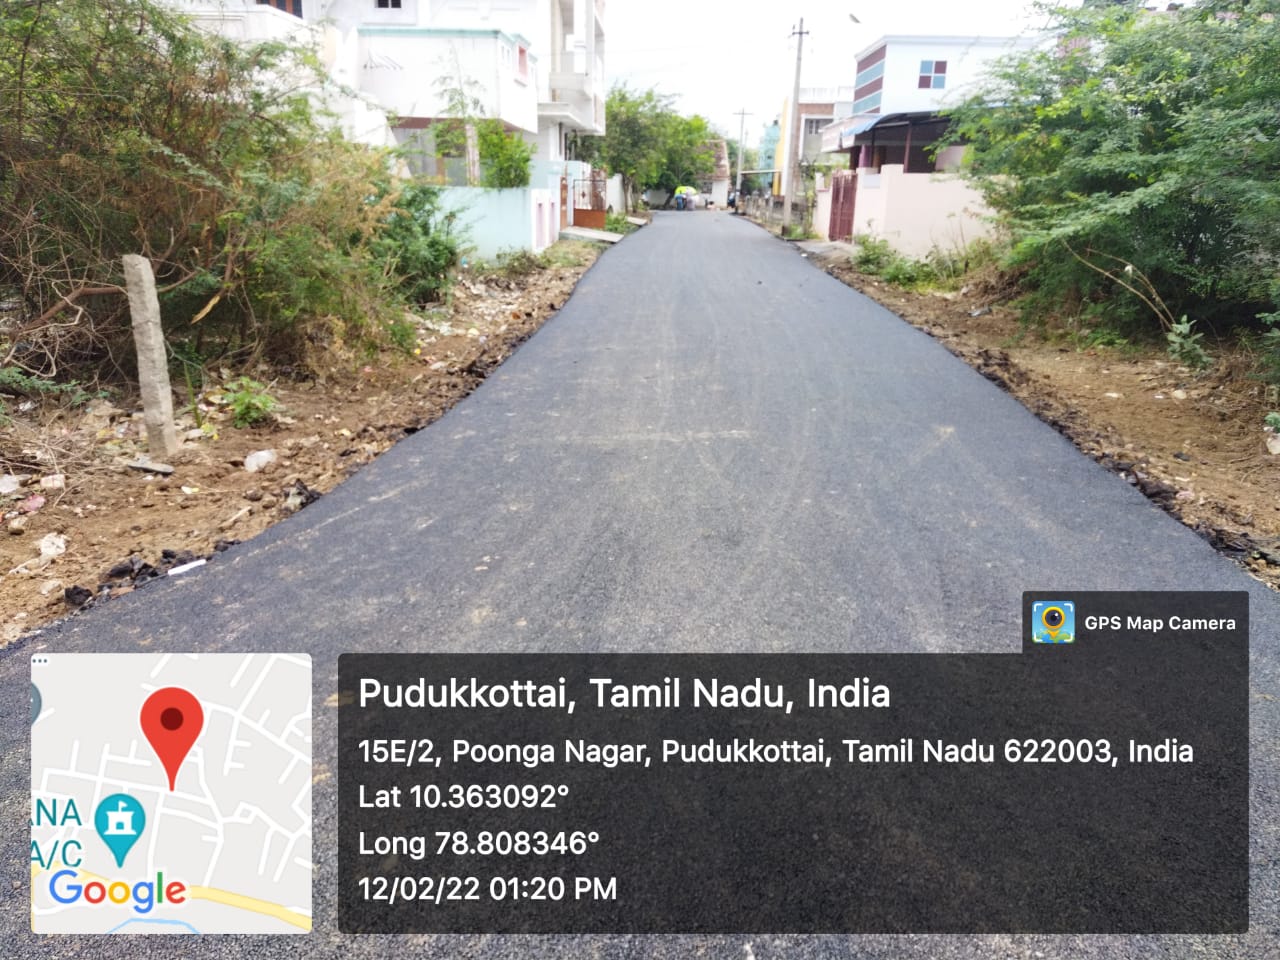 GPS Map Camera
Pudukkottai, Tamil Nadu, India
15E/2, Poonga Nagar, Pudukkottai, Tamil Nadu 622003, India
Lat 10.363092°
Long 78.808346°
12/02/22 01:20 PM
NA
A/C
Google